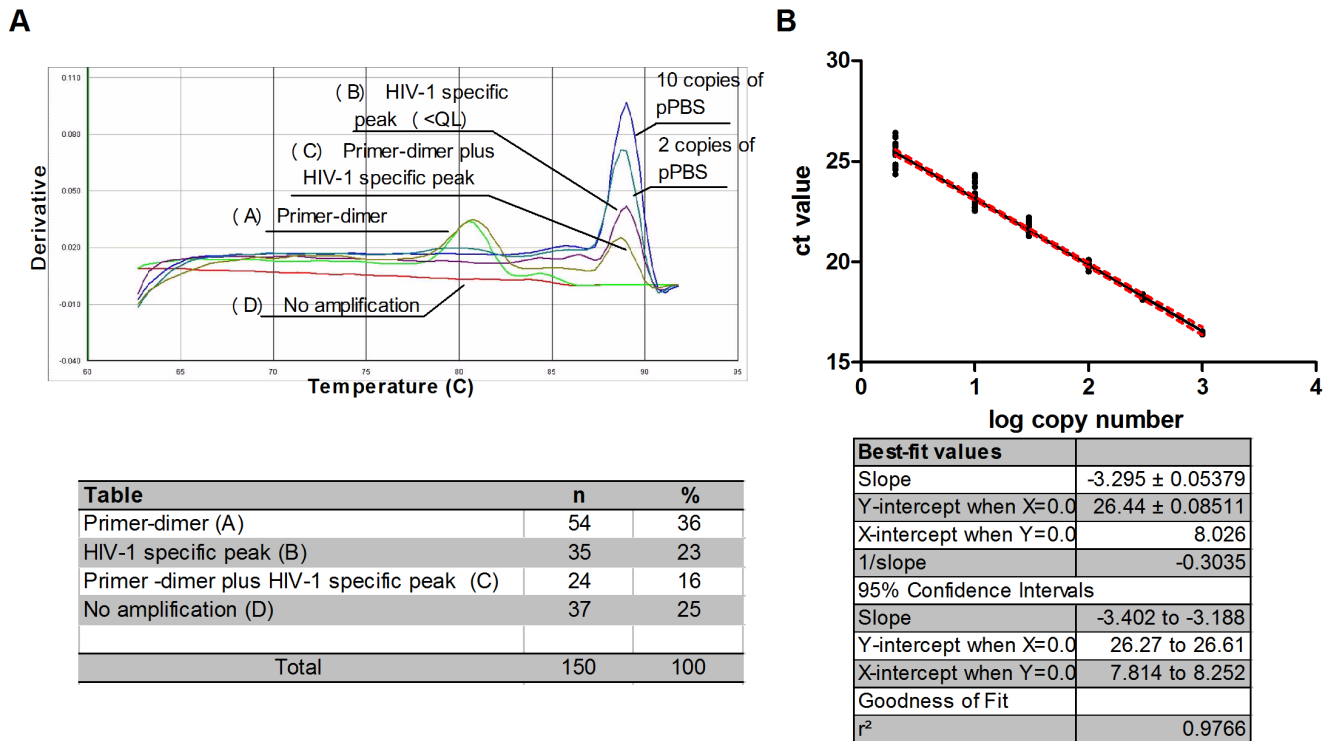 A
0.110
0.080
0.050
0.020
-0.010
-0.040
Derivative
60 65 70 75 80 85 90 95
Temperature (C)
( B) HIV-1 specific
peak ( <QL)
( C) Primer-dimer plus
HIV-1 specific peak
( A) Primer-dimer
( D) No amplification
10 copies of
pPBS
2 copies of
pPBS
Table n %
Primer-dimer (A) 54 36
HIV-1 specific peak (B) 35 23
Primer -dimer plus HIV-1 specific peak (C) 24 16
No amplification (D) 37 25
Total 150 100
B
30
25
20
15
ct value
0 1 2 3 4
log copy number
Best-fit values
Slope -3.295 ± 0.05379
Y-intercept when X=0.0 26.44 ± 0.08511
X-intercept when Y=0.0 8.026
1/slope -0.3035
95% Confidence Intervals
Slope -3.402 to -3.188
Y-intercept when X=0.0 26.27 to 26.61
X-intercept when Y=0.0 7.814 to 8.252
Goodness of Fit
r² 0.9766